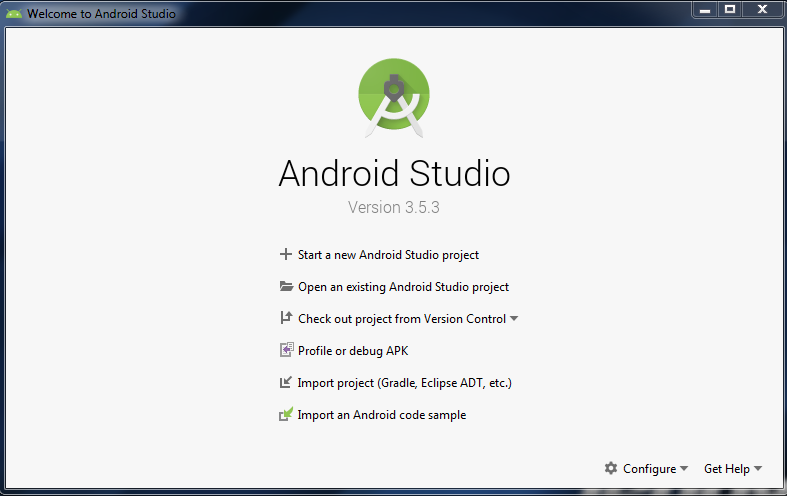 Welcome to Android Studio
Android Studio
Version 3.5.3
Start a new Android Studio project
Open an existing Android Studio project
Check out project from Version Control
Profile or debug APK
Import project (Gradle, Eclipse ADT, etc.)
Import an Android code sample
Configure Get Help